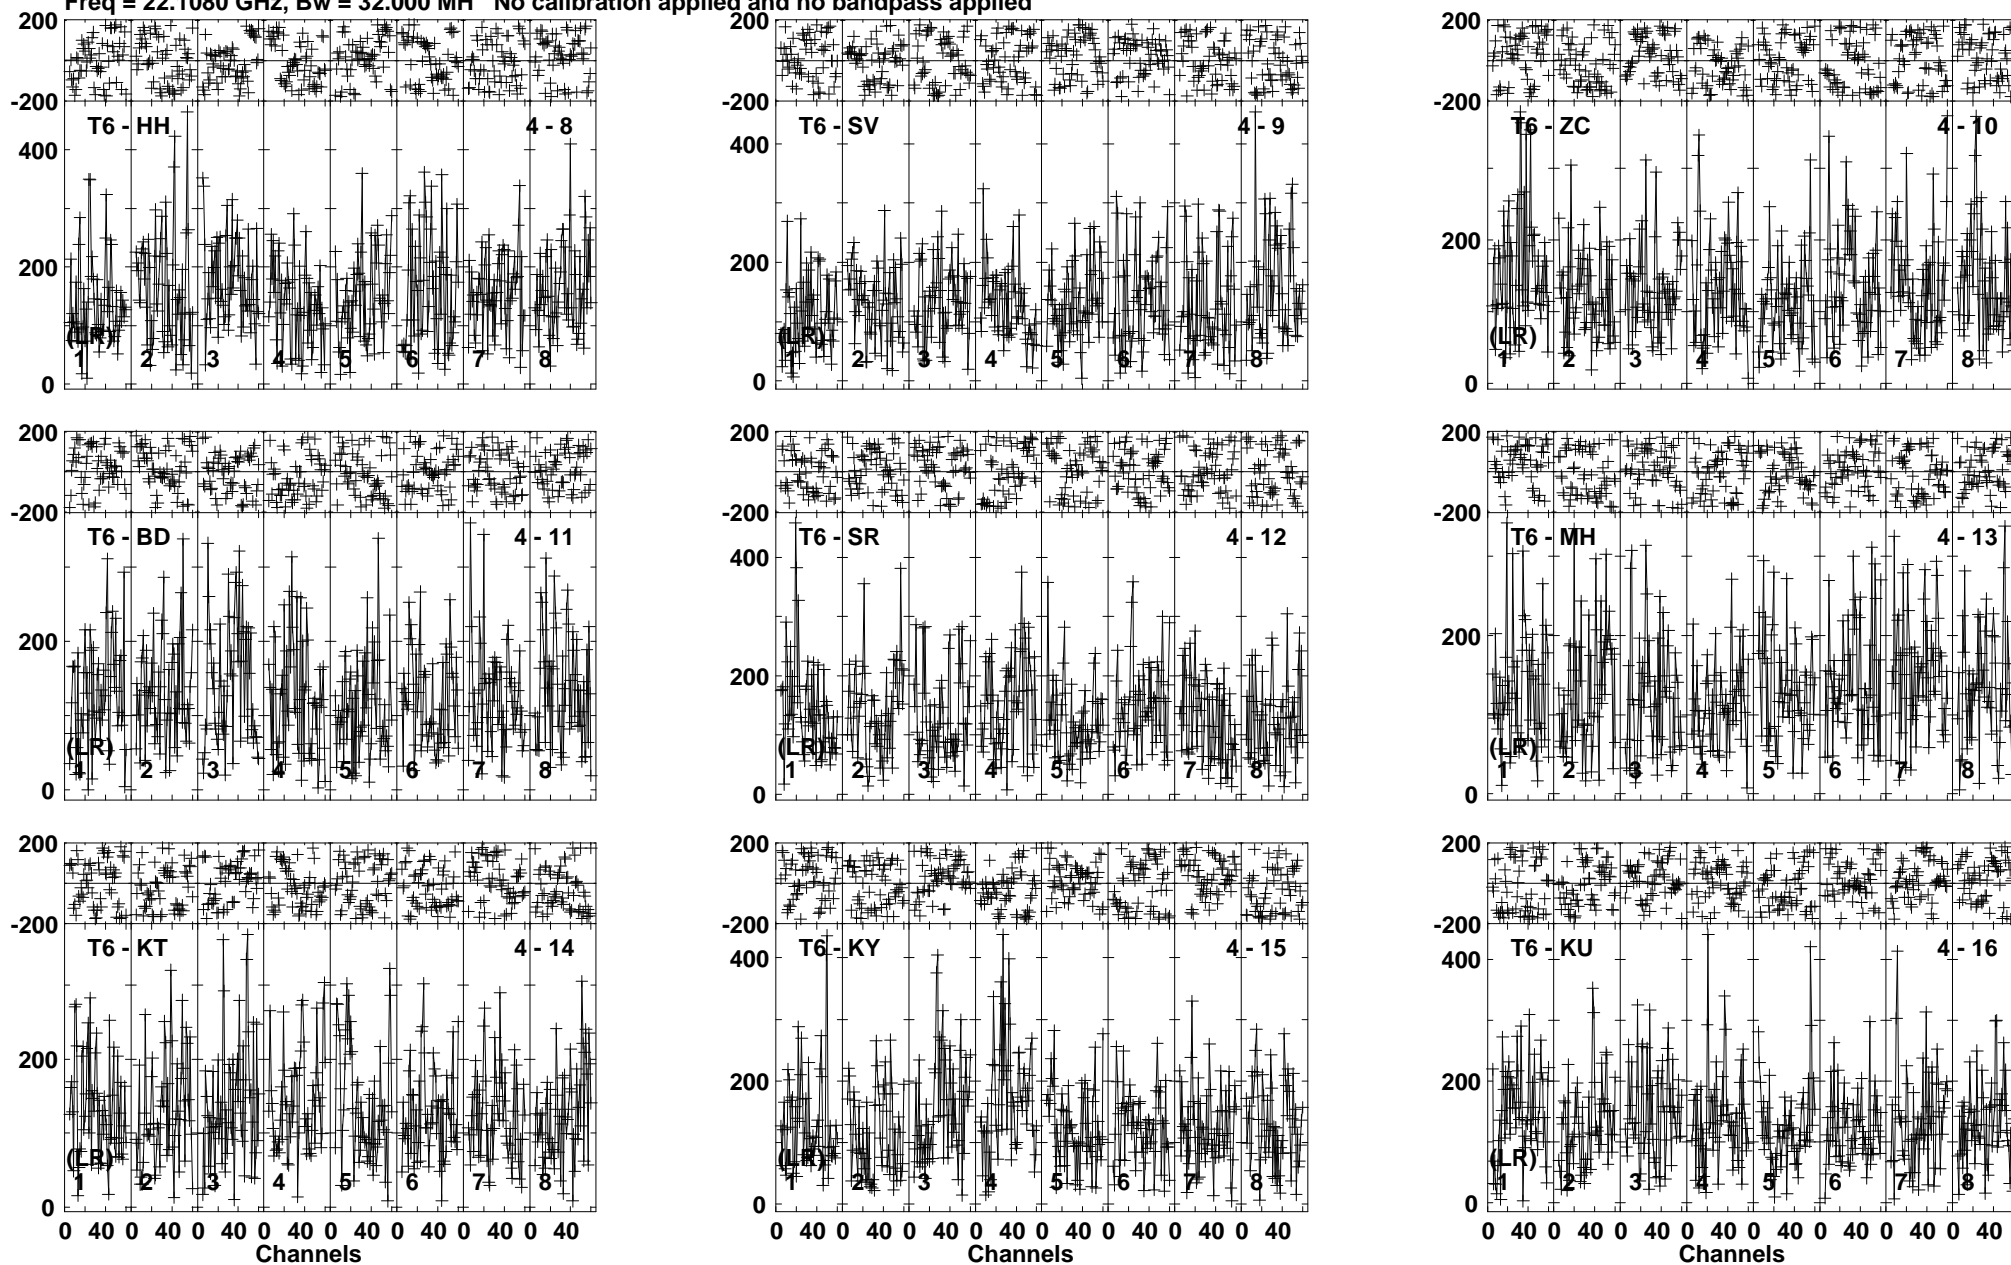 Freq = 22.1080 GHz, Bw = 32.000 MH   No calibration applied and no bandpass applied
200 200 200
-200 -200 -200
T6 - HH 4 - 8 T6 - SV 4 - 9 T6 - ZC 4 - 10
400 400
200 200 200
(LR) (LR) (LR)
1 2 3 4 5 6 7 8 1 2 3 4 5 6 7 8 1 2 3 4 5 6 7 8
0 0 0
200 200 200
-200 -200 -200
T6 - BD 4 - 11 T6 - SR 4 - 12 T6 - MH 4 - 13
400
200 200 200
(LR) (LR) (LR)
1 2 3 4 5 6 7 8 1 2 3 4 5 6 7 8 1 2 3 4 5 6 7 8
0 0 0
200 200 200
-200 -200 -200
T6 - KT 4 - 14 T6 - KY 4 - 15 T6 - KU 4 - 16
400 400
200 200 200
(LR) (LR) (LR)
1 2 3 4 5 6 7 8 1 2 3 4 5 6 7 8 1 2 3 4 5 6 7 8
0 0 0
0 40 0 40 0 40 0 40 0 40 0 40 0 40 0 40 0 40 0 40 0 40 0 40 0 40 0 40 0 40 0 40 0 40 0 40 0 40 0 40 0 40 0 40 0 40 0 40
Channels Channels Channels